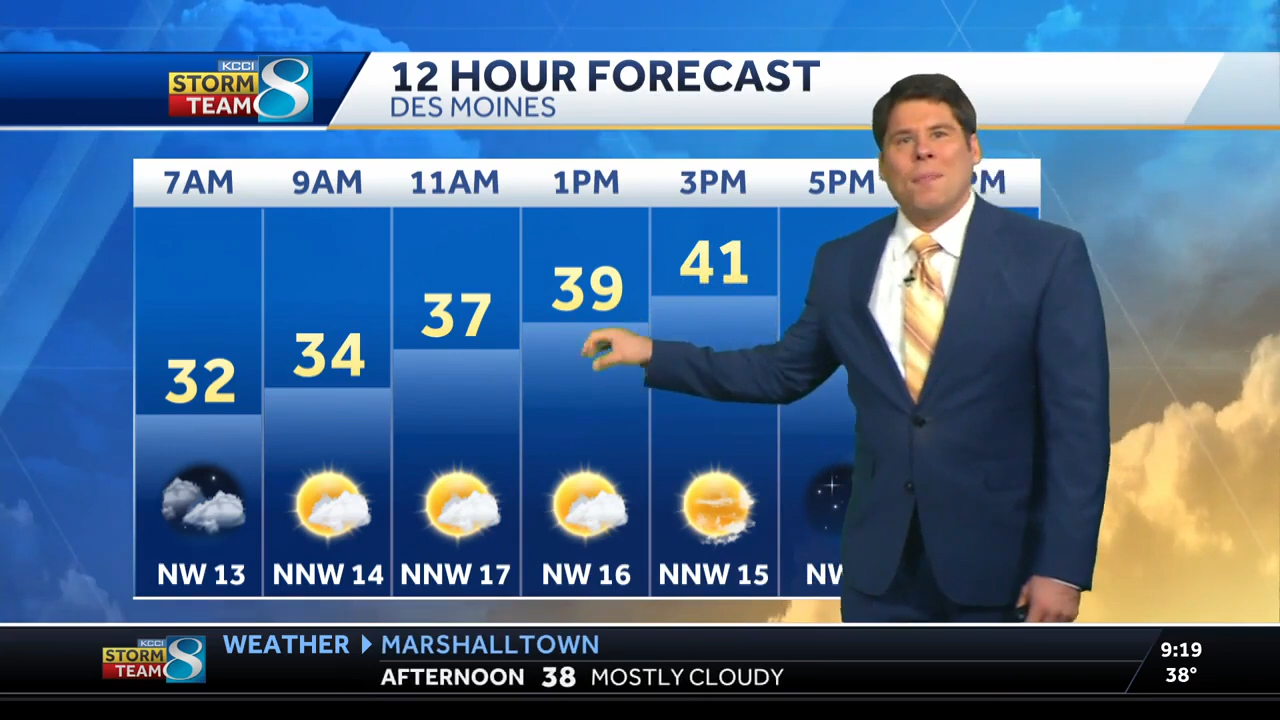 KCCI
STORM
TEAM 8
12 HOUR FORECAST
DES MOINES
7AM 9AM 11AM 1PM 3PM 5PM PM
32 34 37 39 41
NW 13 NNW 14 NNW 17 NW 16 NNW 15 NW
KCCI
STORM
TEAM 8
WEATHER MARSHALLTOWN
AFTERNOON 38 MOSTLY CLOUDY
9:19
38°